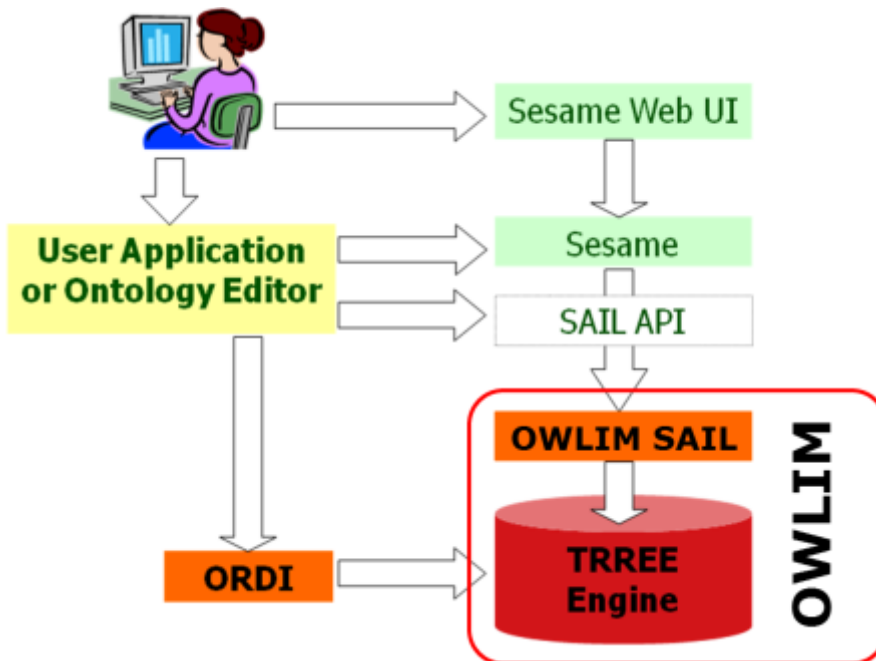 Sesame Web UI
User Application
or Ontology Editor
Sesame
SAIL API
OWLIM SAIL
TRREE
Engine
ORDI
OWLIM